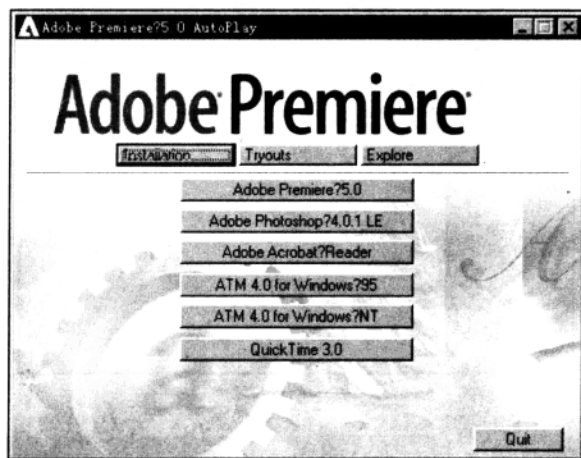 Adobe Premiere?5.0 AutoPlay
Adobe Premiere
Installation... Tryouts Explore
Adobe Premiere?5.0
Adobe Photoshop?4.0.1 LE
Adobe Acrobat?Reader
ATM 4.0 for Windows?95
ATM 4.0 for Windows?NT
QuickTime 3.0
Quit